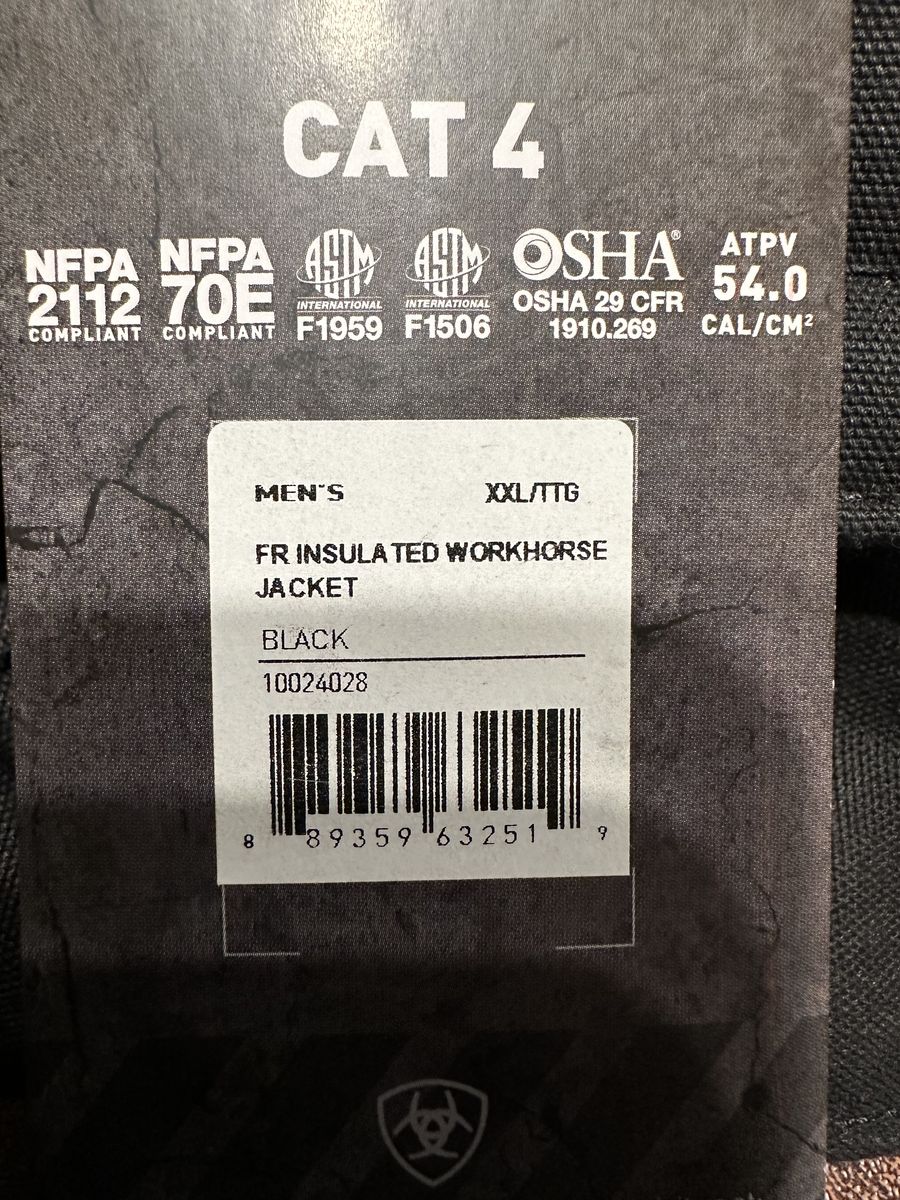 CAT 4
NFPA
2112
COMPLIANT
NFPA
70E
COMPLIANT
ASTM
INTERNATIONAL
F1959
ASTM
INTERNATIONAL
F1506
OSHA®
OSHA 29 CFR
1910.269
ATPV
54.0
CAL/CM²
MEN'S XXL/TTG
FR INSULATED WORKHORSE
JACKET
BLACK
10024028
8 89359 63251 9